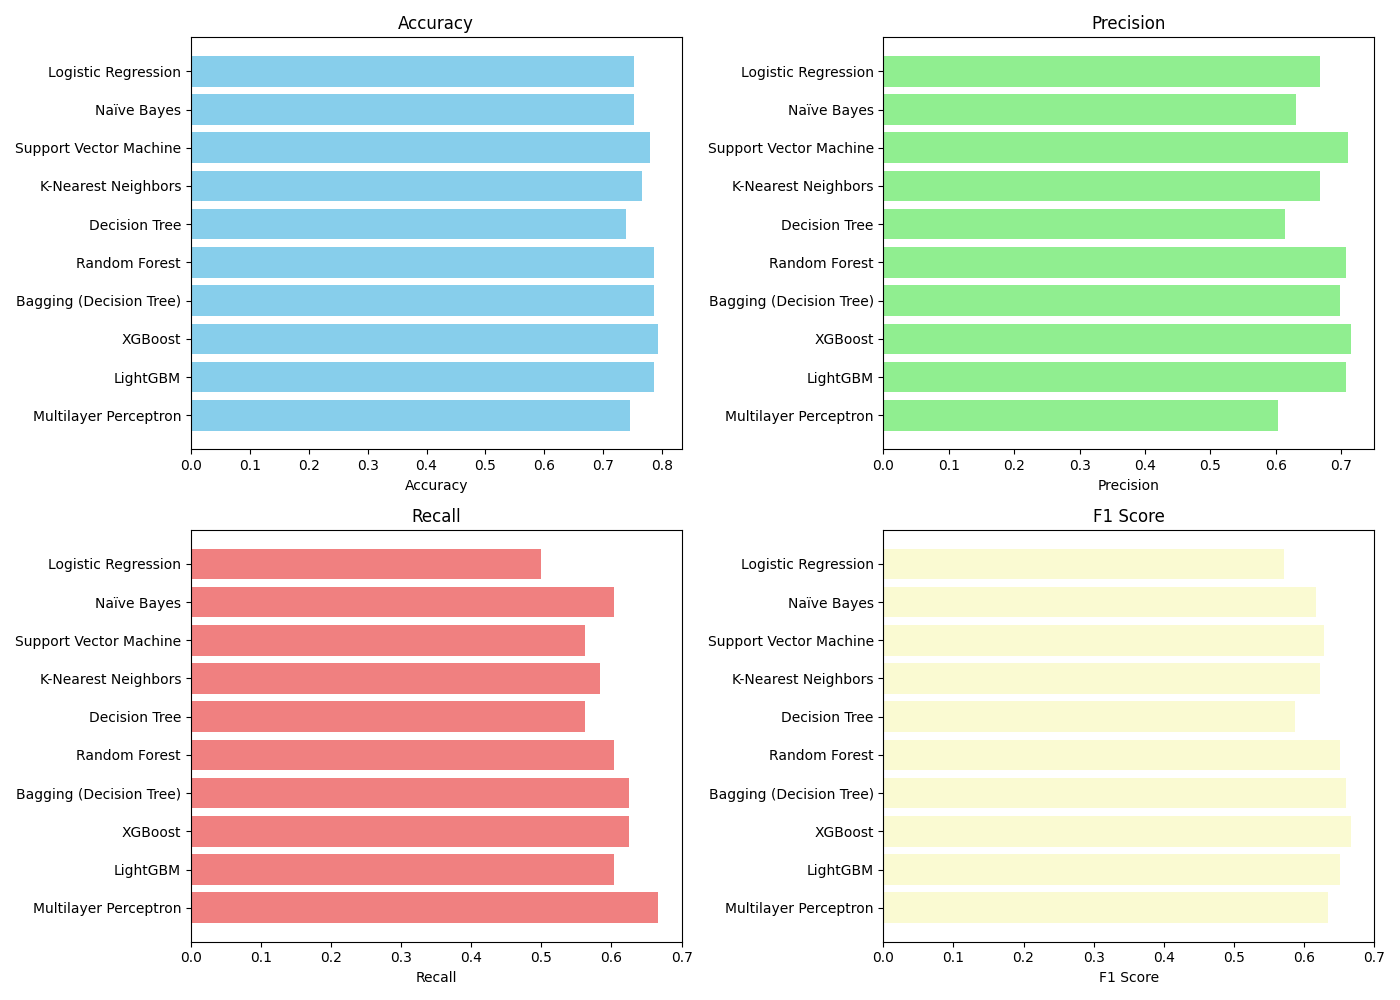 Accuracy
Logistic Regression
Naïve Bayes
Support Vector Machine
K-Nearest Neighbors
Decision Tree
Random Forest
Bagging (Decision Tree)
XGBoost
LightGBM
Multilayer Perceptron
0.0 0.1 0.2 0.3 0.4 0.5 0.6 0.7 0.8
Accuracy
Precision
Logistic Regression
Naïve Bayes
Support Vector Machine
K-Nearest Neighbors
Decision Tree
Random Forest
Bagging (Decision Tree)
XGBoost
LightGBM
Multilayer Perceptron
0.0 0.1 0.2 0.3 0.4 0.5 0.6 0.7
Precision
Recall
Logistic Regression
Naïve Bayes
Support Vector Machine
K-Nearest Neighbors
Decision Tree
Random Forest
Bagging (Decision Tree)
XGBoost
LightGBM
Multilayer Perceptron
0.0 0.1 0.2 0.3 0.4 0.5 0.6 0.7
Recall
F1 Score
Logistic Regression
Naïve Bayes
Support Vector Machine
K-Nearest Neighbors
Decision Tree
Random Forest
Bagging (Decision Tree)
XGBoost
LightGBM
Multilayer Perceptron
0.0 0.1 0.2 0.3 0.4 0.5 0.6 0.7
F1 Score